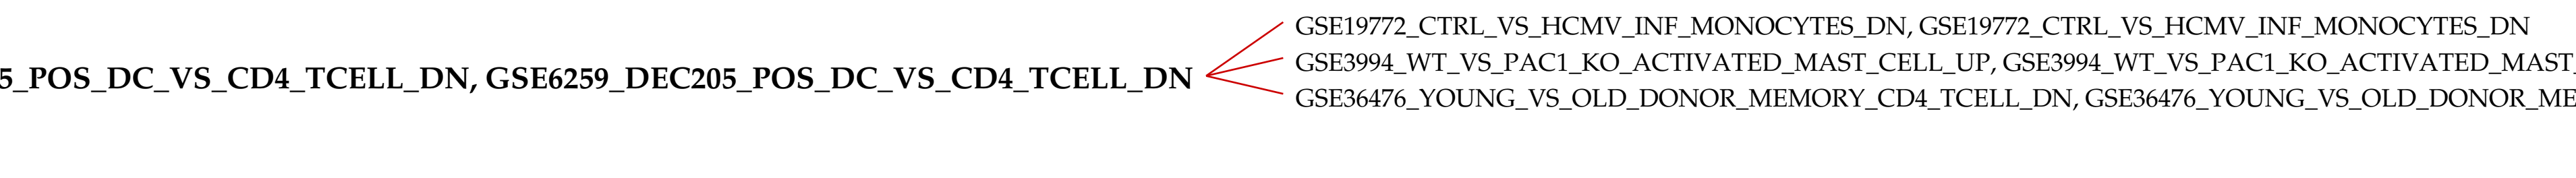 5_POS_DC_VS_CD4_TCELL_DN, GSE6259_DEC205_POS_DC_VS_CD4_TCELL_DN
GSE19772_CTRL_VS_HCMV_INF_MONOCYTES_DN, GSE19772_CTRL_VS_HCMV_INF_MONOCYTES_DN
GSE3994_WT_VS_PAC1_KO_ACTIVATED_MAST_CELL_UP, GSE3994_WT_VS_PAC1_KO_ACTIVATED_MAST_
GSE36476_YOUNG_VS_OLD_DONOR_MEMORY_CD4_TCELL_DN, GSE36476_YOUNG_VS_OLD_DONOR_ME